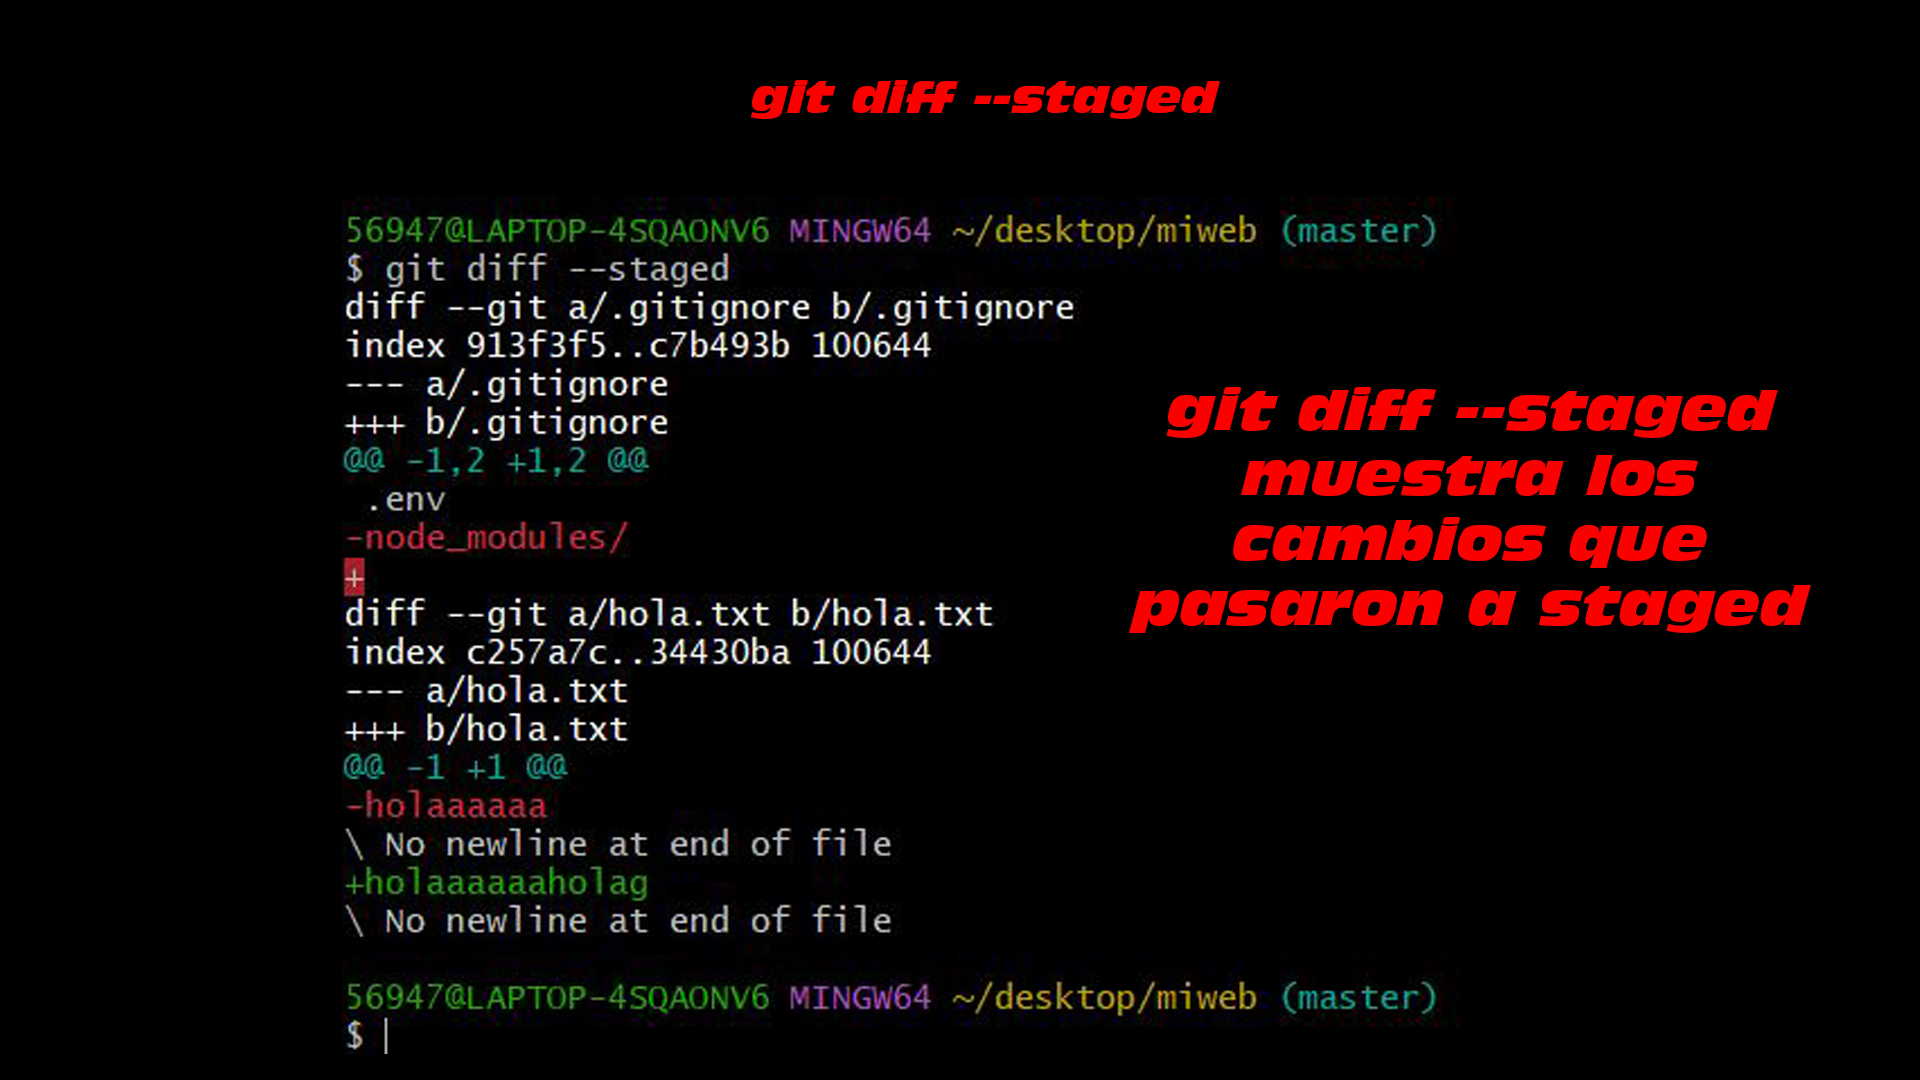 git diff --staged
56947@LAPTOP-4SQAONV6 MINGW64 ~/desktop/miweb (master)
$ git diff --staged
diff --git a/.gitignore b/.gitignore
index 913f3f5..c7b493b 100644
--- a/.gitignore
+++ b/.gitignore
@@ -1,2 +1,2 @@
 .env
-node_modules/
+
diff --git a/hola.txt b/hola.txt
index c257a7c..34430ba 100644
--- a/hola.txt
+++ b/hola.txt
@@ -1 +1 @@
-holaaaaaa
\ No newline at end of file
+holaaaaaaholag
\ No newline at end of file
56947@LAPTOP-4SQAONV6 MINGW64 ~/desktop/miweb (master)
$
git diff --staged
muestra los
cambios que
pasaron a staged